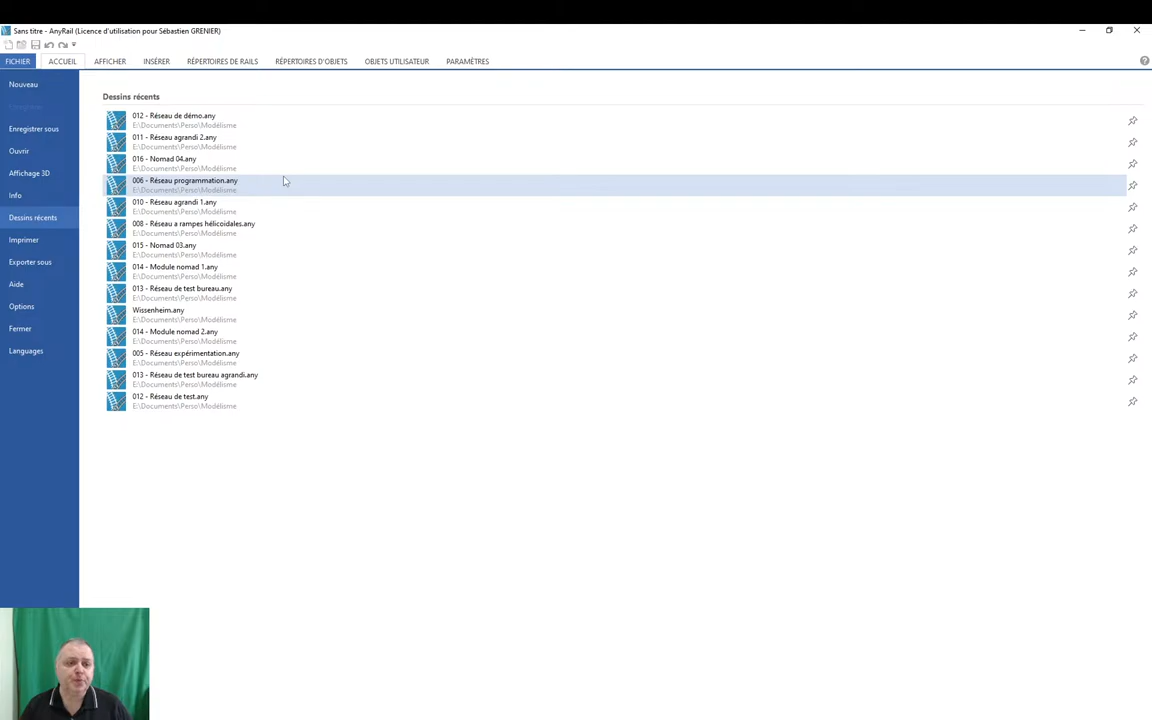 Sans titre - AnyRail (Licence d'utilisation pour Sébastien GRENIER)
FICHIER
ACCUEIL
AFFICHER
INSÉRER
RÉPERTOIRES DE RAILS
RÉPERTOIRES D'OBJETS
OBJETS UTILISATEUR
PARAMÈTRES
Nouveau
Enregistrer
Enregistrer sous
Ouvrir
Affichage 3D
Info
Dessins récents
Imprimer
Exporter sous
Aide
Options
Fermer
Languages
Dessins récents
012 - Réseau de démo.any
E:\Documents\Perso\Modélisme
011 - Réseau agrandi 2.any
E:\Documents\Perso\Modélisme
016 - Nomad 04.any
E:\Documents\Perso\Modélisme
006 - Réseau programmation.any
E:\Documents\Perso\Modélisme
010 - Réseau agrandi 1.any
E:\Documents\Perso\Modélisme
008 - Réseau a rampes hélicoidales.any
E:\Documents\Perso\Modélisme
015 - Nomad 03.any
E:\Documents\Perso\Modélisme
014 - Module nomad 1.any
E:\Documents\Perso\Modélisme
013 - Réseau de test bureau.any
E:\Documents\Perso\Modélisme
Wissenheim.any
E:\Documents\Perso\Modélisme
014 - Module nomad 2.any
E:\Documents\Perso\Modélisme
005 - Réseau expérimentation.any
E:\Documents\Perso\Modélisme
013 - Réseau de test bureau agrandi.any
E:\Documents\Perso\Modélisme
012 - Réseau de test.any
E:\Documents\Perso\Modélisme